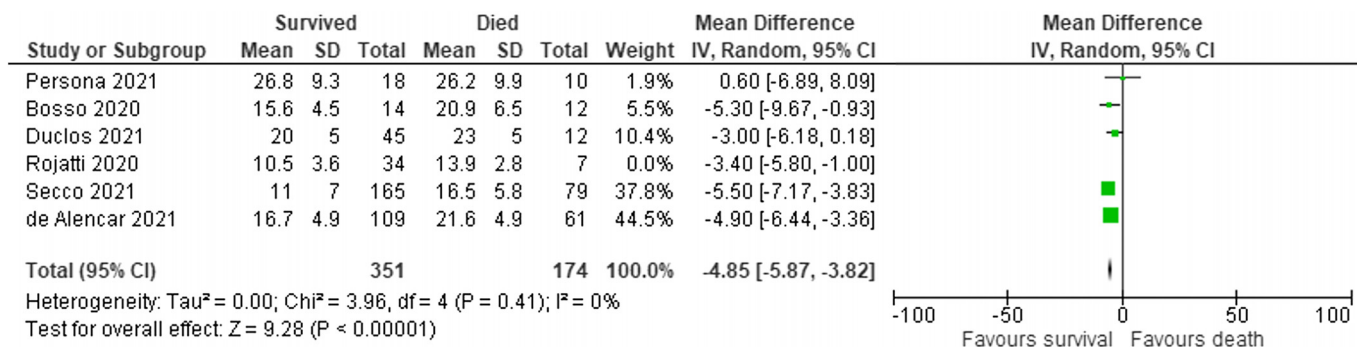 Survived Died Mean Difference Mean Difference
Study or Subgroup Mean SD Total Mean SD Total Weight IV, Random, 95% CI IV, Random, 95% CI
Persona 2021 26.8 9.3 18 26.2 9.9 10 1.9% 0.60 [-6.89, 8.09]
Bosso 2020 15.6 4.5 14 20.9 6.5 12 5.5% -5.30 [-9.67, -0.93]
Duclos 2021 20 5 45 23 5 12 10.4% -3.00 [-6.18, 0.18]
Rojatti 2020 10.5 3.6 34 13.9 2.8 7 0.0% -3.40 [-5.80, -1.00]
Secco 2021 11 7 165 16.5 5.8 79 37.8% -5.50 [-7.17, -3.83]
de Alencar 2021 16.7 4.9 109 21.6 4.9 61 44.5% -4.90 [-6.44, -3.36]
Total (95% CI) 351 174 100.0% -4.85 [-5.87, -3.82]
Heterogeneity: Tau² = 0.00; Chi² = 3.96, df = 4 (P = 0.41); I² = 0%
Test for overall effect: Z = 9.28 (P < 0.00001)
-100 -50 0 50 100
Favours survival Favours death